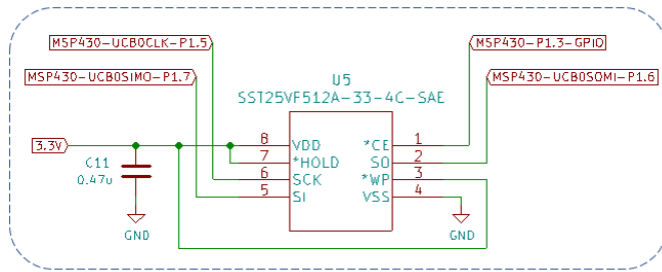 MSP430-UCB0CLK-P1.5
MSP430-P1.3-GPIO
MSP430-UCB0SIMO-P1.7
U5
MSP430-UCB0SOMI-P1.6
SST25VF512A-33-4C-SAE
3.3V
8 VDD
*CE 1
7 *HOLD
SO 2
6 SCK
*WP 3
5 SI
VSS 4
C11
0.47u
GND
GND